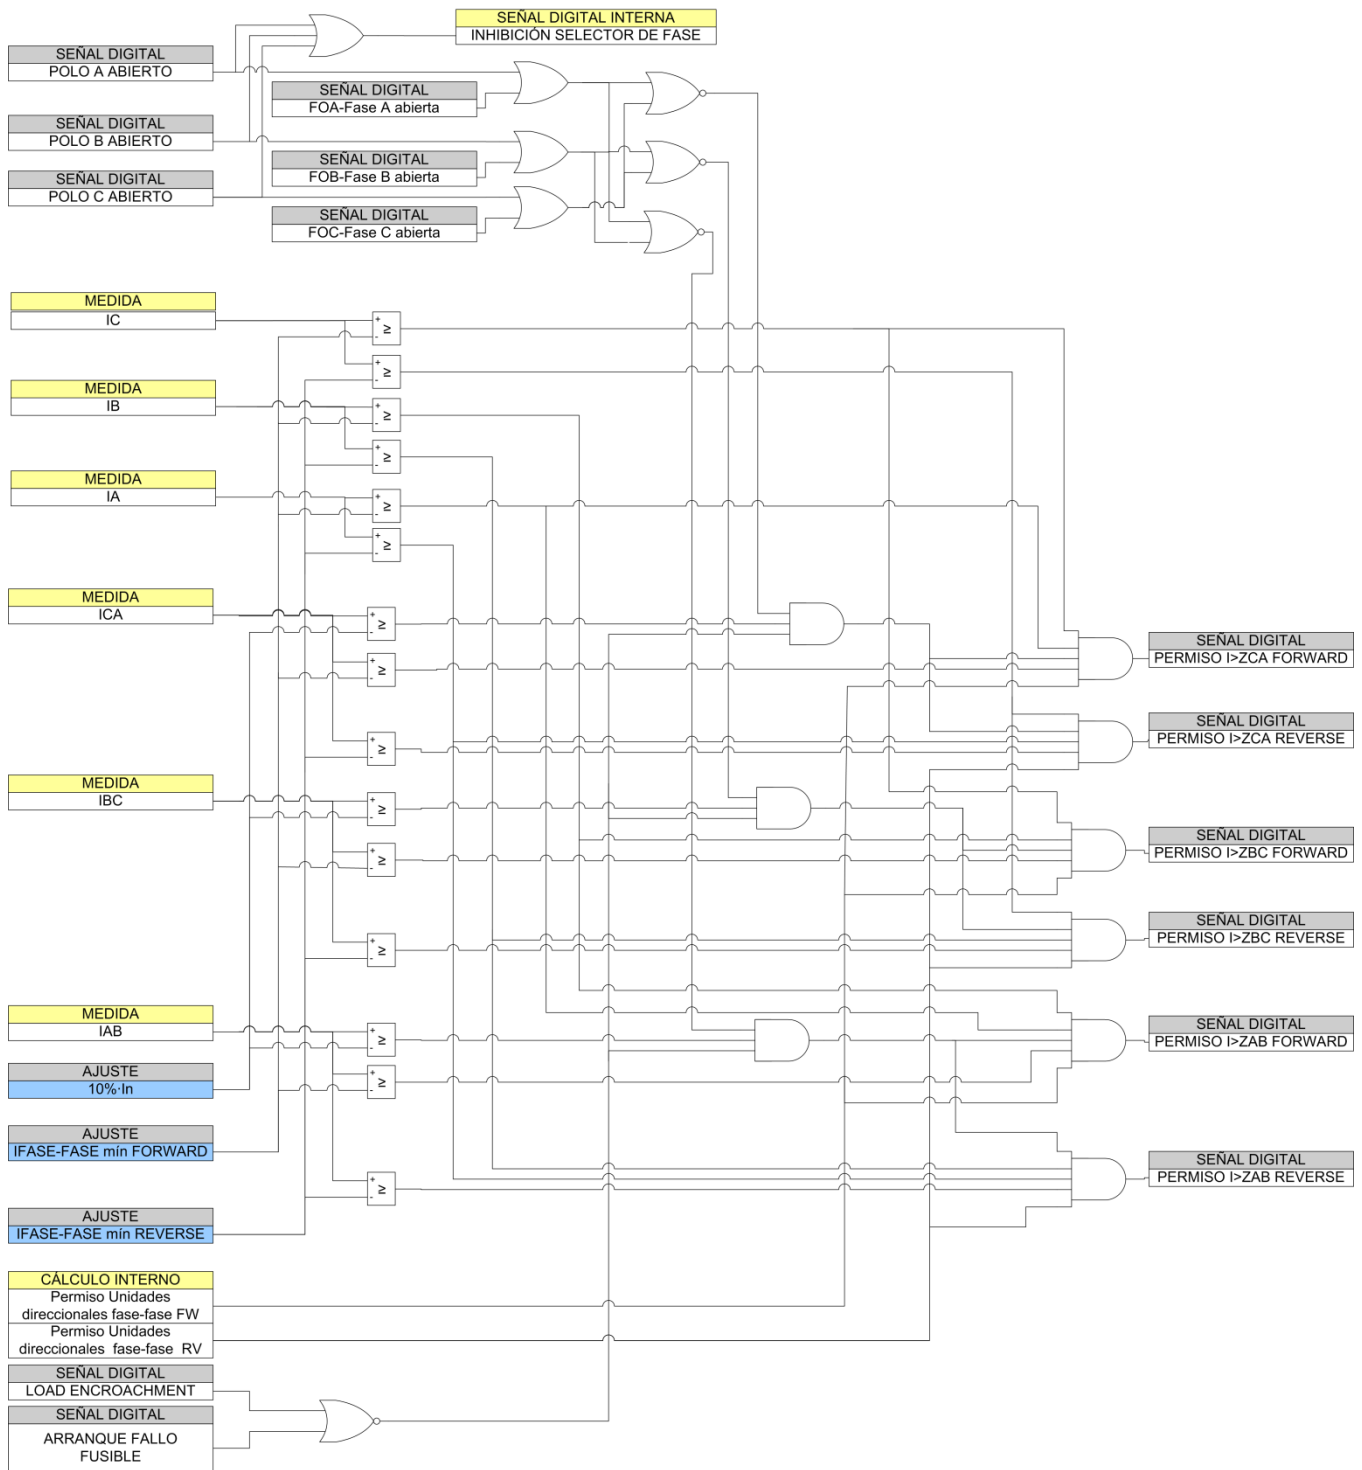 SEÑAL DIGITAL INTERNA
INHIBICIÓN SELECTOR DE FASE
SEÑAL DIGITAL
POLO A ABIERTO
SEÑAL DIGITAL
FOA-Fase A abierta
SEÑAL DIGITAL
POLO B ABIERTO
SEÑAL DIGITAL
FOB-Fase B abierta
SEÑAL DIGITAL
POLO C ABIERTO
SEÑAL DIGITAL
FOC-Fase C abierta
MEDIDA
IC
+
-
≥
+
-
≥
MEDIDA
IB
+
-
≥
+
-
≥
MEDIDA
IA
+
-
≥
+
-
≥
MEDIDA
ICA
+
-
≥
+
-
≥
+
-
≥
SEÑAL DIGITAL
PERMISO I>ZCA FORWARD
SEÑAL DIGITAL
PERMISO I>ZCA REVERSE
MEDIDA
IBC
+
-
≥
+
-
≥
+
-
≥
SEÑAL DIGITAL
PERMISO I>ZBC FORWARD
SEÑAL DIGITAL
PERMISO I>ZBC REVERSE
MEDIDA
IAB
+
-
≥
+
-
≥
+
-
≥
SEÑAL DIGITAL
PERMISO I>ZAB FORWARD
SEÑAL DIGITAL
PERMISO I>ZAB REVERSE
AJUSTE
10%·In
AJUSTE
IFASE-FASE mín FORWARD
AJUSTE
IFASE-FASE mín REVERSE
CÁLCULO INTERNO
Permiso Unidades
direccionales fase-fase FW
Permiso Unidades
direccionales fase-fase RV
SEÑAL DIGITAL
LOAD ENCROACHMENT
SEÑAL DIGITAL
ARRANQUE FALLO
FUSIBLE